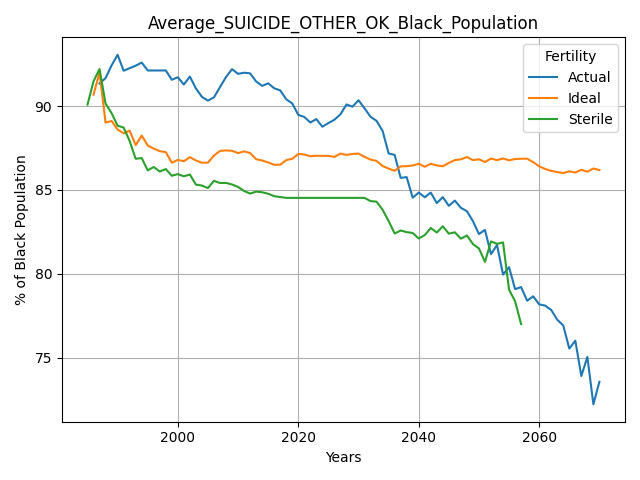 Average_SUICIDE_OTHER_OK_Black_Population
Fertility
Actual
Ideal
Sterile
% of Black Population
90
85
80
75
2000
2020
2040
2060
Years